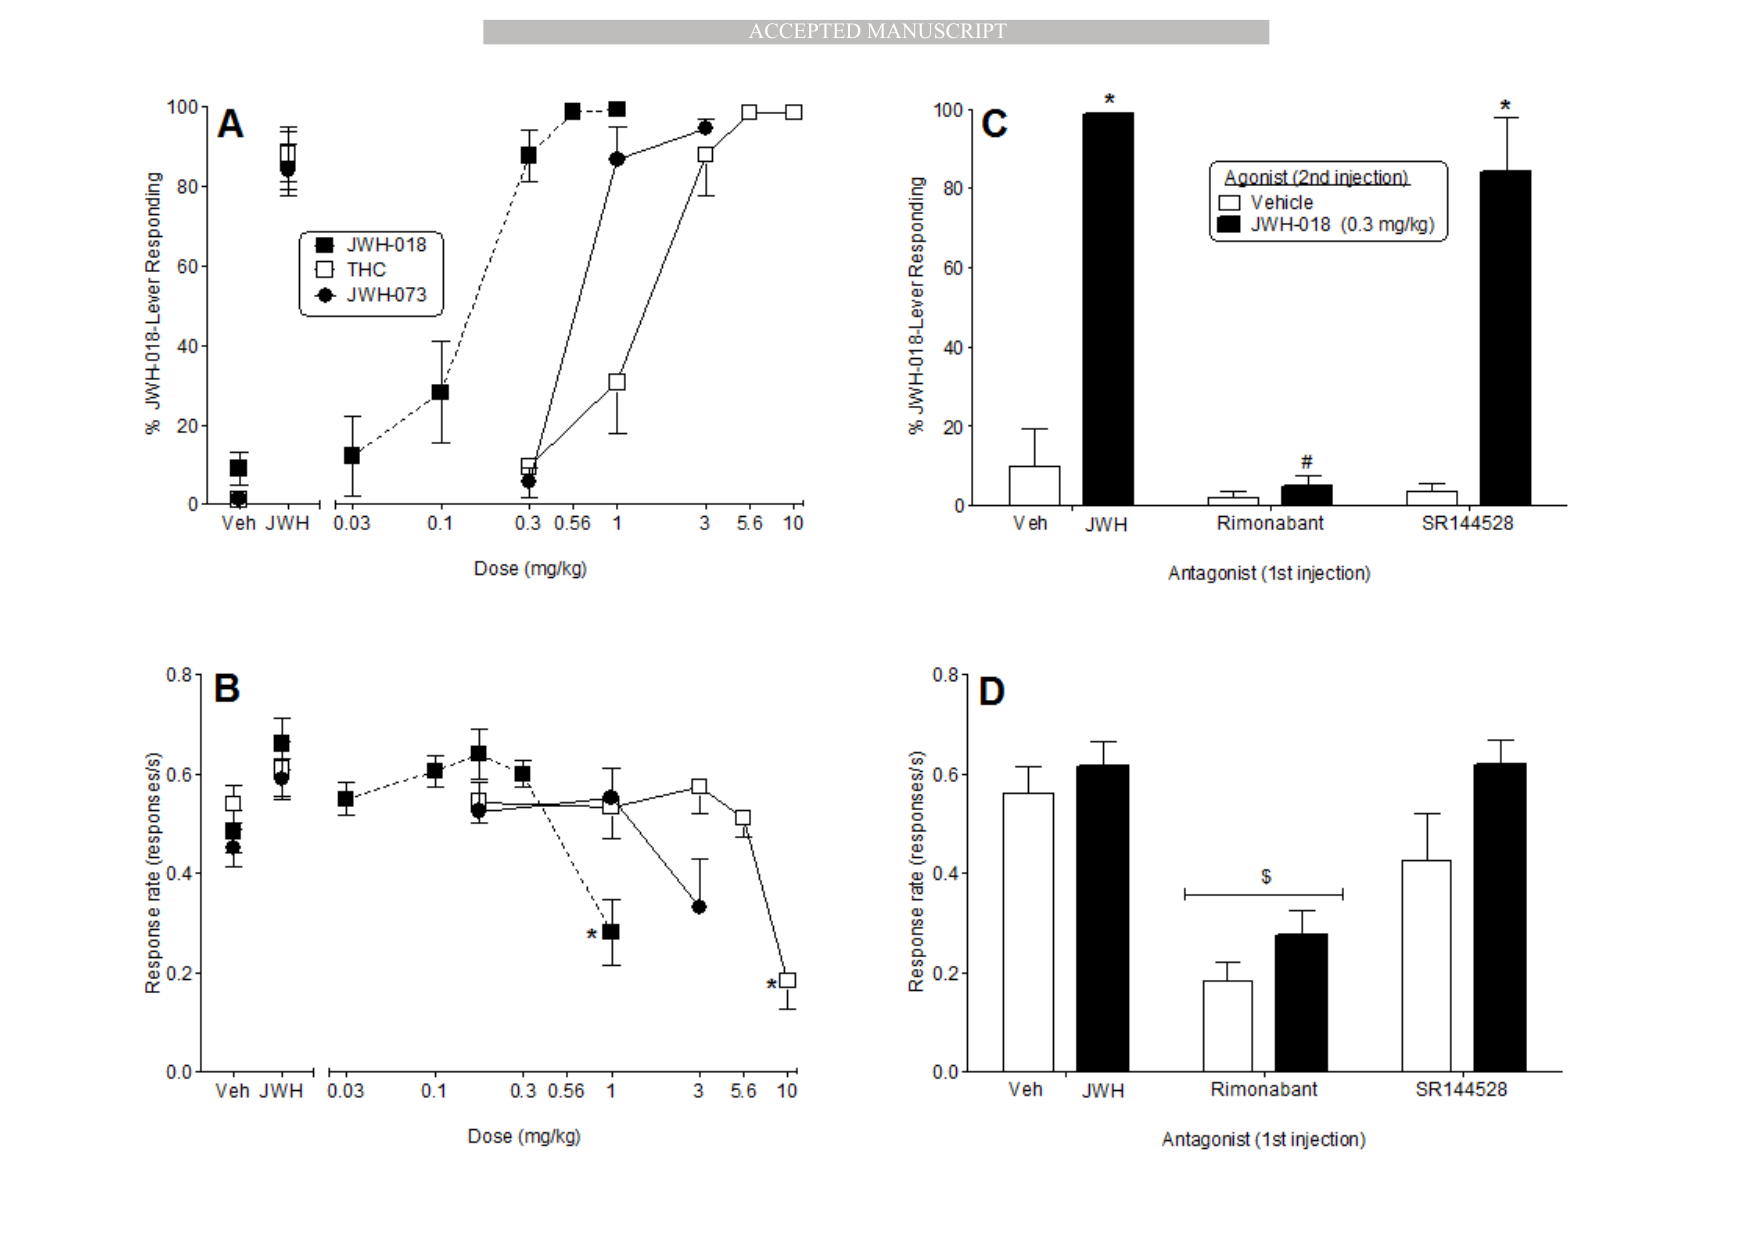 ACCEPTED MANUSCRIPT
A
% JWH-018-Lever Responding
100
80
60
40
20
0
JWH-018
THC
JWH-073
Veh JWH 0.03 0.1 0.3 0.56 1 3 5.6 10
Dose (mg/kg)
C
% JWH-018-Lever Responding
100
80
60
40
20
0
* # *
Agonist (2nd injection)
Vehicle
JWH-018 (0.3 mg/kg)
Veh JWH Rimonabant SR144528
Antagonist (1st injection)
B
Response rate (responses/s)
0.8
0.6
0.4
0.2
0.0
* *
Veh JWH 0.03 0.1 0.3 0.56 1 3 5.6 10
Dose (mg/kg)
D
Response rate (responses/s)
0.8
0.6
0.4
0.2
0.0
$
Veh JWH Rimonabant SR144528
Antagonist (1st injection)